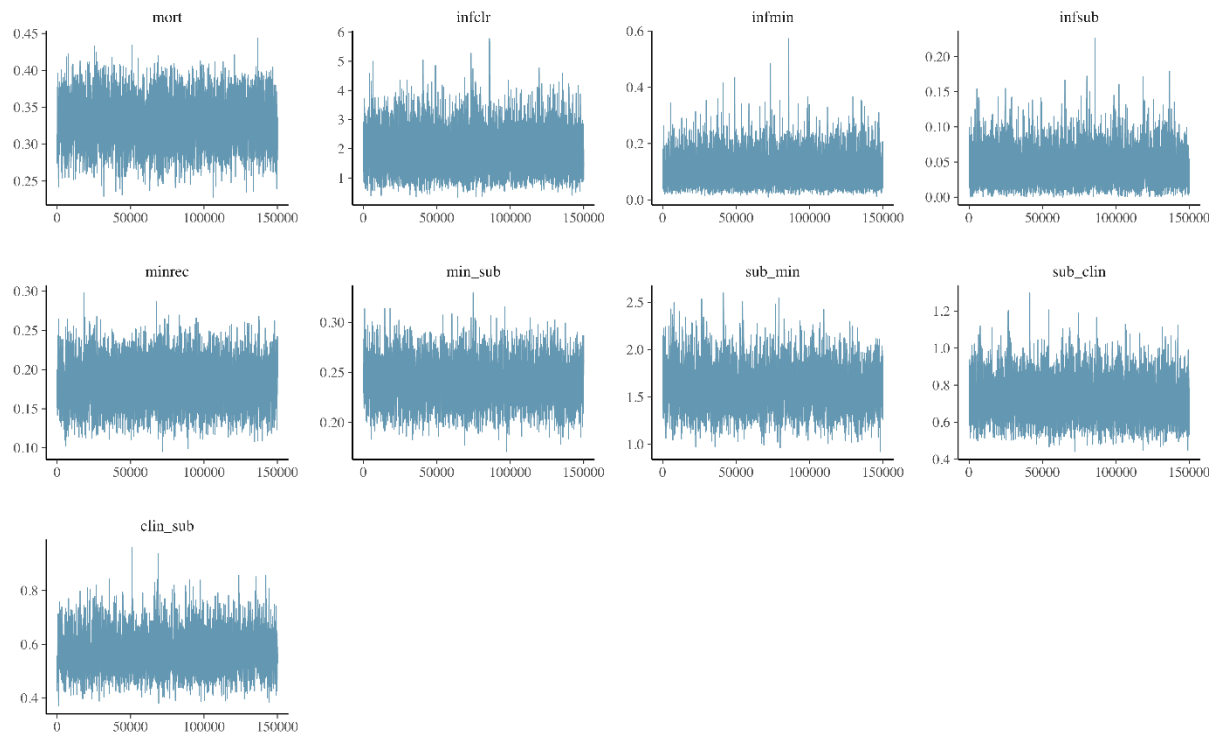 mort infclr infmin infsub
0.45 6 0.6 0.20
0.40 5 0.4 0.15
0.35 4 0.2 0.10
0.30 3 0.0 0.05
0.25 2 0.00
1
0 50000 100000 150000 0 50000 100000 150000 0 50000 100000 150000 0 50000 100000 150000
minrec min_sub sub_min sub_clin
0.30 0.30 2.5 1.2
0.25 0.25 2.0 1.0
0.20 0.20 1.5 0.8
0.15 1.0 0.6
0.10 0.4
0 50000 100000 150000 0 50000 100000 150000 0 50000 100000 150000 0 50000 100000 150000
clin_sub
0.8
0.6
0.4
0 50000 100000 150000